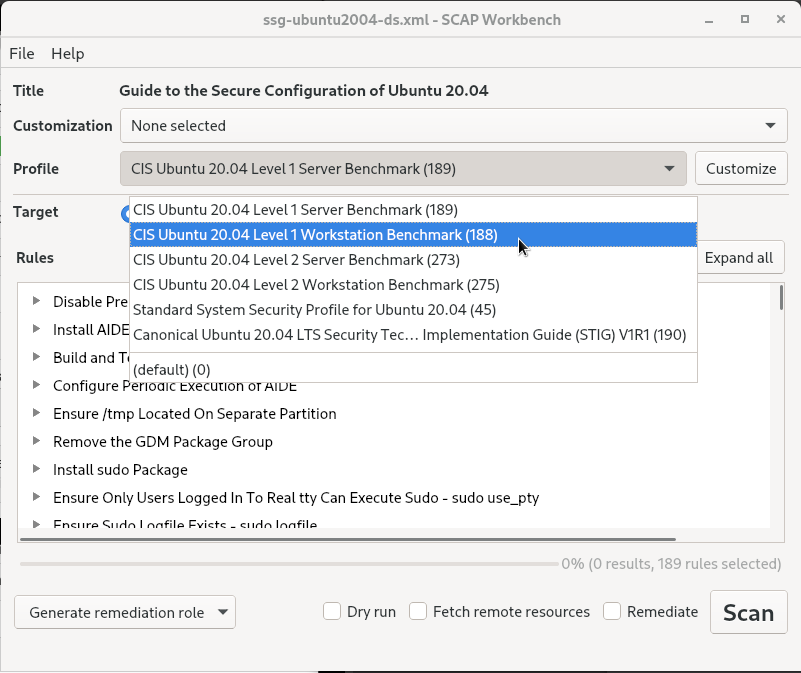 ssg-ubuntu2004-ds.xml - SCAP Workbench
File Help
Title Guide to the Secure Configuration of Ubuntu 20.04
Customization None selected
Profile CIS Ubuntu 20.04 Level 1 Server Benchmark (189) Customize
Target
CIS Ubuntu 20.04 Level 1 Server Benchmark (189)
CIS Ubuntu 20.04 Level 1 Workstation Benchmark (188)
CIS Ubuntu 20.04 Level 2 Server Benchmark (273)
CIS Ubuntu 20.04 Level 2 Workstation Benchmark (275)
Standard System Security Profile for Ubuntu 20.04 (45)
Canonical Ubuntu 20.04 LTS Security Tec... Implementation Guide (STIG) V1R1 (190)
(default) (0)
Rules Expand all
Disable Pre
Install AIDE
Build and Te
Configure Periodic Execution of AIDE
Ensure /tmp Located On Separate Partition
Remove the GDM Package Group
Install sudo Package
Ensure Only Users Logged In To Real tty Can Execute Sudo - sudo use_pty
Ensure Sudo Logfile Exists - sudo logfile
0% (0 results, 189 rules selected)
Generate remediation role Dry run Fetch remote resources Remediate Scan